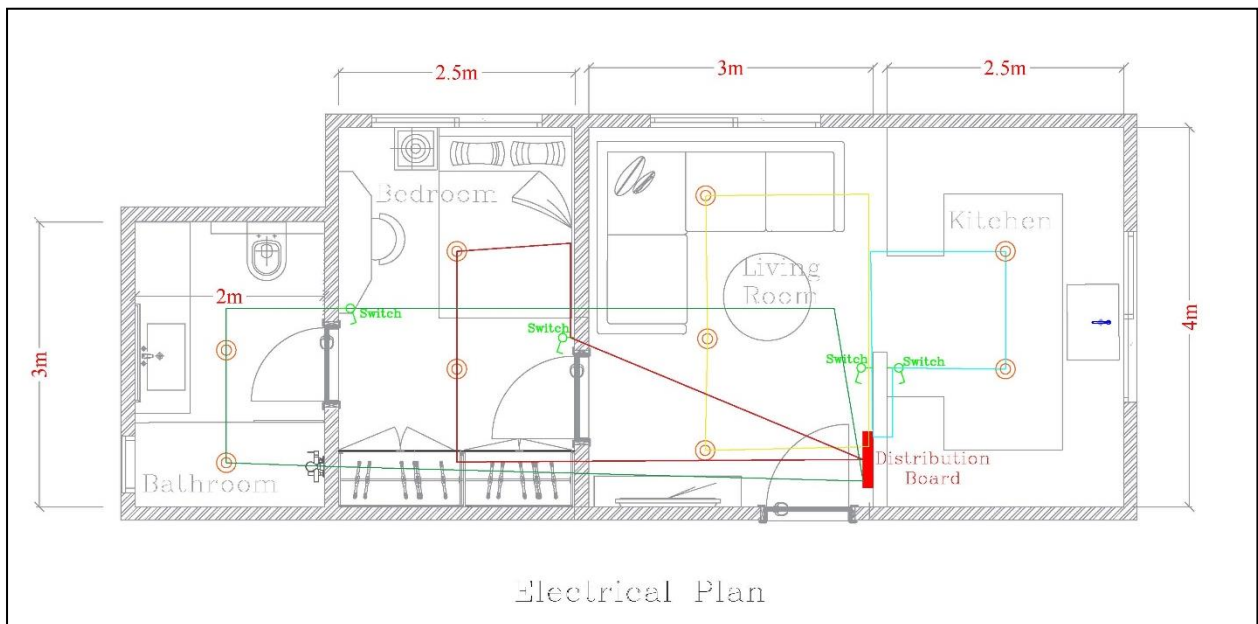 2.5m
3m
2.5m
Bedroom
Kitchen
Living
Room
2m
Switch
Switch
Switch
Switch
3m
4m
Distribution
Board
Bathroom
Electrical Plan